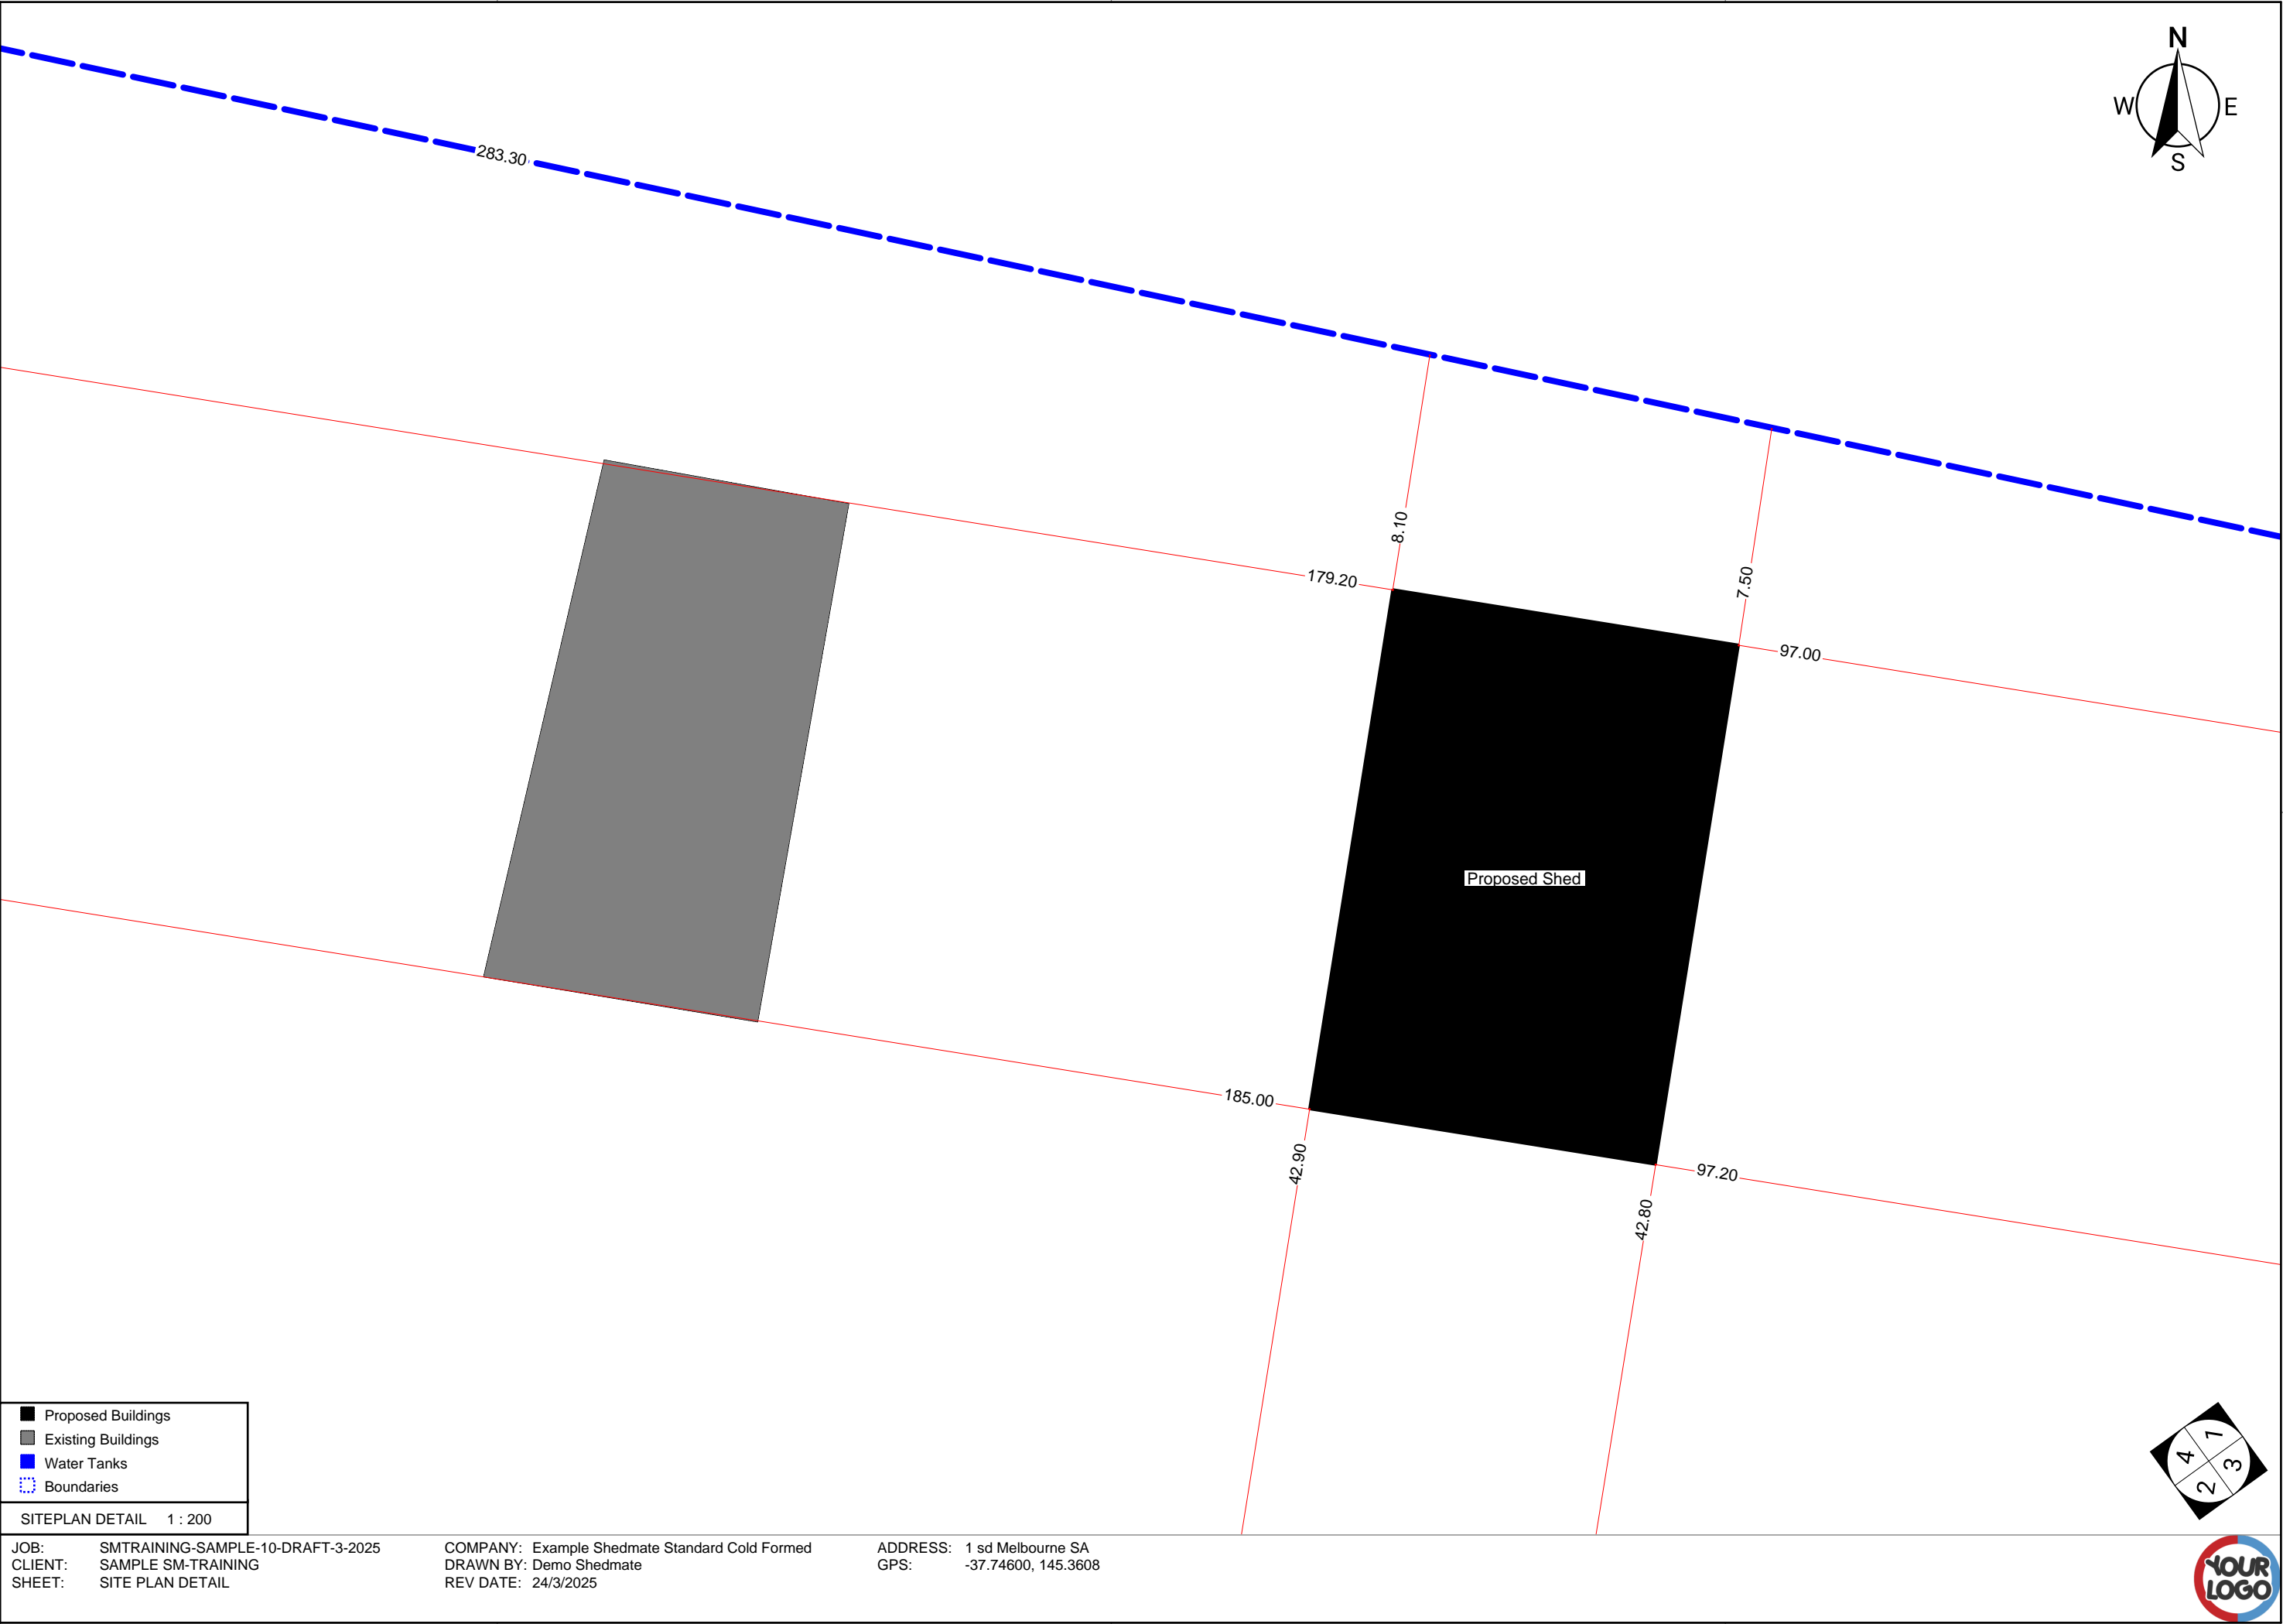 N
W E
S
283.30
8.10
179.20
7.50
97.00
Proposed Shed
185.00
42.90
97.20
42.80
Proposed Buildings
Existing Buildings
Water Tanks
Boundaries
SITEPLAN DETAIL 1 : 200
4 1
2 3
JOB: SMTRAINING-SAMPLE-10-DRAFT-3-2025
CLIENT: SAMPLE SM-TRAINING
SHEET: SITE PLAN DETAIL
COMPANY: Example Shedmate Standard Cold Formed
DRAWN BY: Demo Shedmate
REV DATE: 24/3/2025
ADDRESS: 1 sd Melbourne SA
GPS: -37.74600, 145.3608
YOUR
LOGO